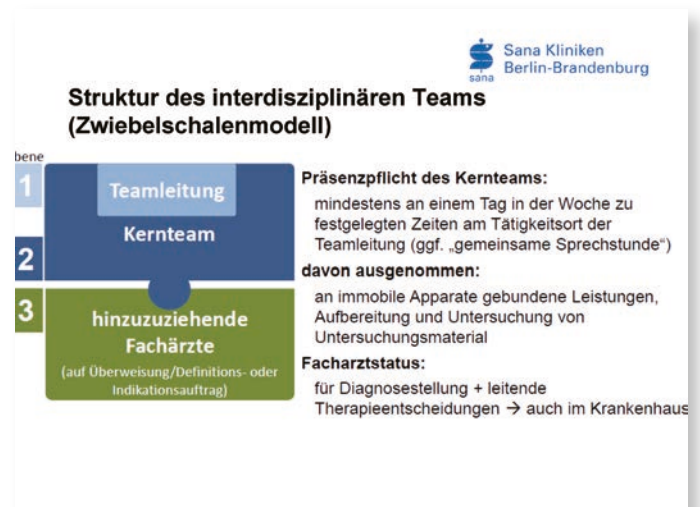 sana
Sana Kliniken
Berlin-Brandenburg
Struktur des interdisziplinären Teams
(Zwiebelschalenmodell)
bene
1
Teamleitung
Kernteam
2
3
hinzuzuziehende
Fachärzte
(auf Überweisung/Definitions- oder
Indikationsauftrag)
Präsenzpflicht des Kernteams:
mindestens an einem Tag in der Woche zu
festgelegten Zeiten am Tätigkeitsort der
Teamleitung (ggf. „gemeinsame Sprechstunde“)
davon ausgenommen:
an immobile Apparate gebundene Leistungen,
Aufbereitung und Untersuchung von
Untersuchungsmaterial
Facharztstatus:
für Diagnosestellung + leitende
Therapieentscheidungen → auch im Krankenhaus